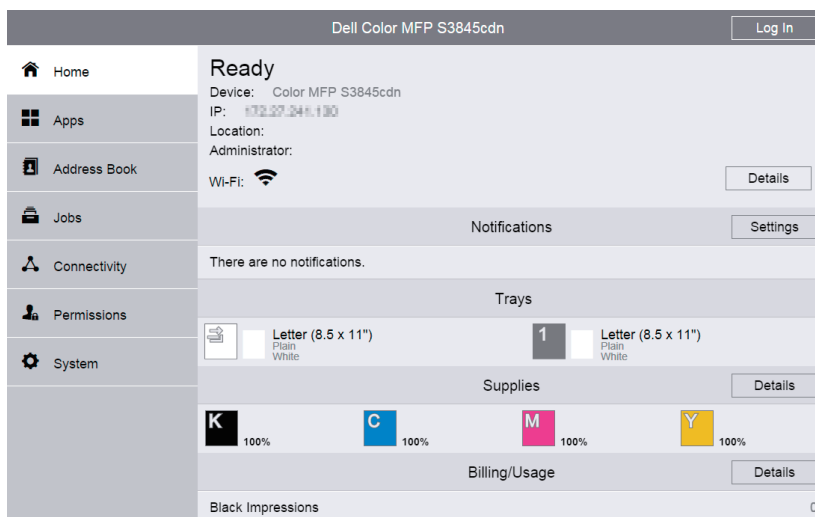 Dell Color MFP S3845cdn
Log In
Home
Apps
Address Book
Jobs
Connectivity
Permissions
System
Ready
Device: Color MFP S3845cdn
IP:
Location:
Administrator:
Wi-Fi:
Details
Notifications
Settings
There are no notifications.
Trays
Letter (8.5 x 11")
Plain
White
1
Letter (8.5 x 11")
Plain
White
Supplies
Details
K 100%
C 100%
M 100%
Y 100%
Billing/Usage
Details
Black Impressions